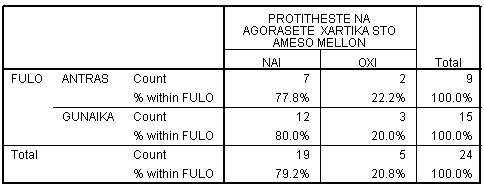 PROTITHESTE NA
AGORASETE XARTIKA STO
AMESO MELLON
NAI OXI Total
FULO ANTRAS Count 7 2 9
% within FULO 77.8% 22.2% 100.0%
GUNAIKA Count 12 3 15
% within FULO 80.0% 20.0% 100.0%
Total Count 19 5 24
% within FULO 79.2% 20.8% 100.0%